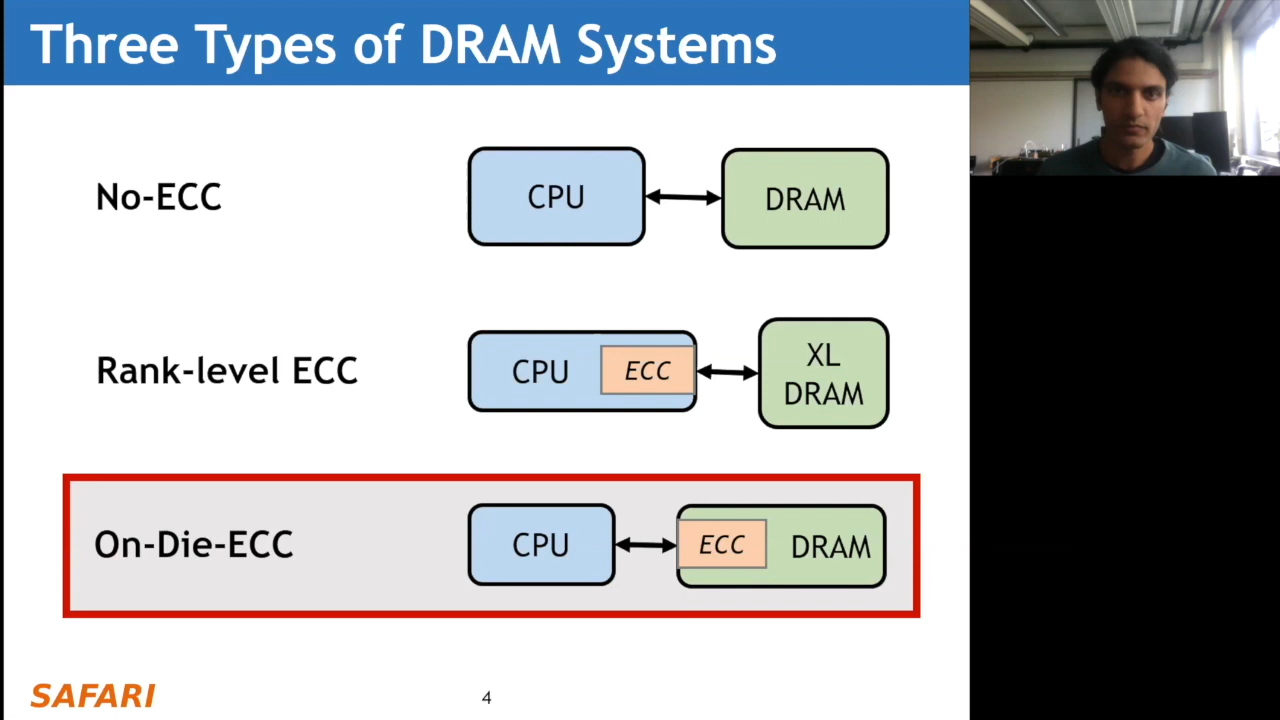 Three Types of DRAM Systems
No-ECC
CPU
DRAM
Rank-level ECC
CPU
ECC
XL
DRAM
On-Die-ECC
CPU
ECC
DRAM
SAFARI
4